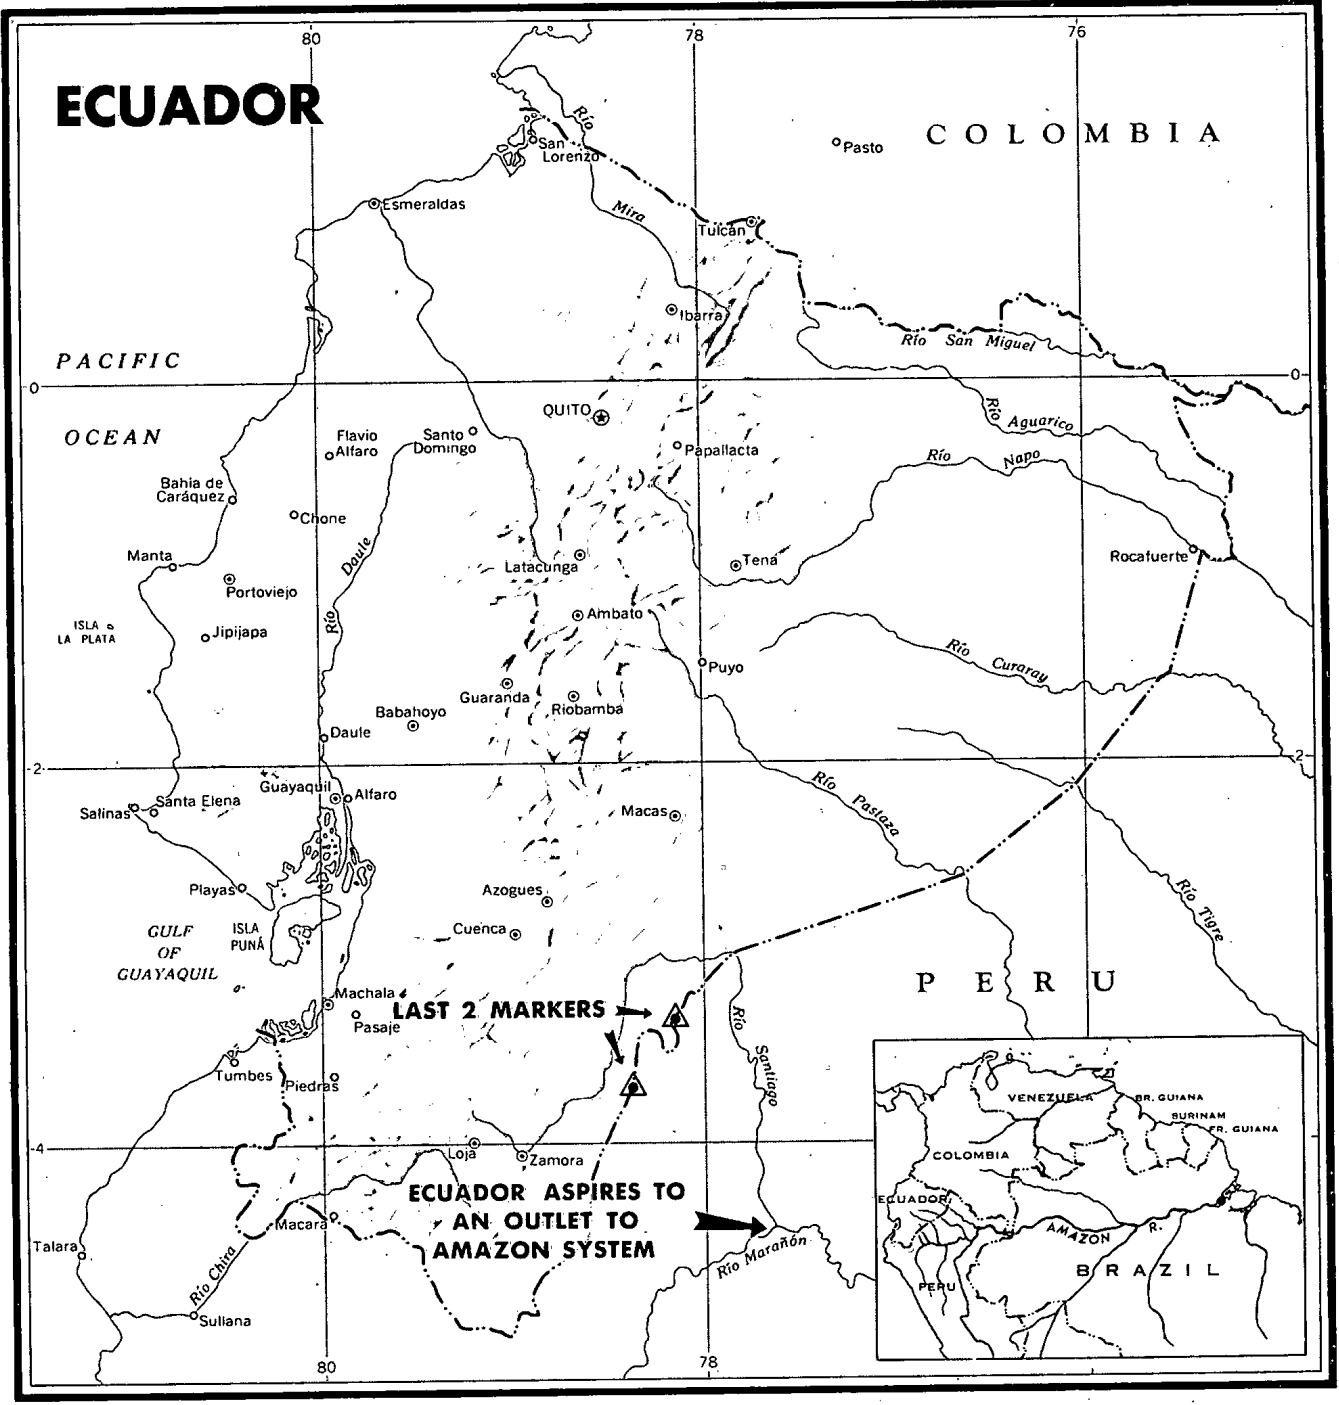 80
78
76
ECUADOR
COLOMBIA
Pasto
Río
San
Lorenzo
Esmeraldas
Mira
Tulcán
Ibarra
Río San Miguel
PACIFIC
OCEAN
0
0
QUITO
Río Aguarico
Flavio
Alfaro
Santo
Domingo
Papallacta
Río Napo
Bahía de
Caráquez
Chone
Manta
Río Daule
Latacunga
Tena
Rocafuerte
Portoviejo
Ambato
ISLA
LA PLATA
Jipijapa
Puyo
Río Curaray
Guaranda
Riobamba
Babahoyo
Daule
2
2
Guayaquil
Alfaro
Santa Elena
Salinas
Macas
Río Pastaza
Playas
Azogues
Río Tigre
Cuenca
GULF
OF
GUAYAQUIL
ISLA
PUNÁ
PERU
Machala
LAST 2 MARKERS
Pasaje
Río Santiago
Tumbes
Piedras
4
Loja
Zamora
ECUADOR ASPIRES TO
AN OUTLET TO
AMAZON SYSTEM
Macará
Talara
Río Chira
Río Marañón
Sullana
80
78
VENEZUELA
BR. GUIANA
SURINAM
FR. GUIANA
COLOMBIA
ECUADOR
AMAZON R.
BRAZIL
PERU